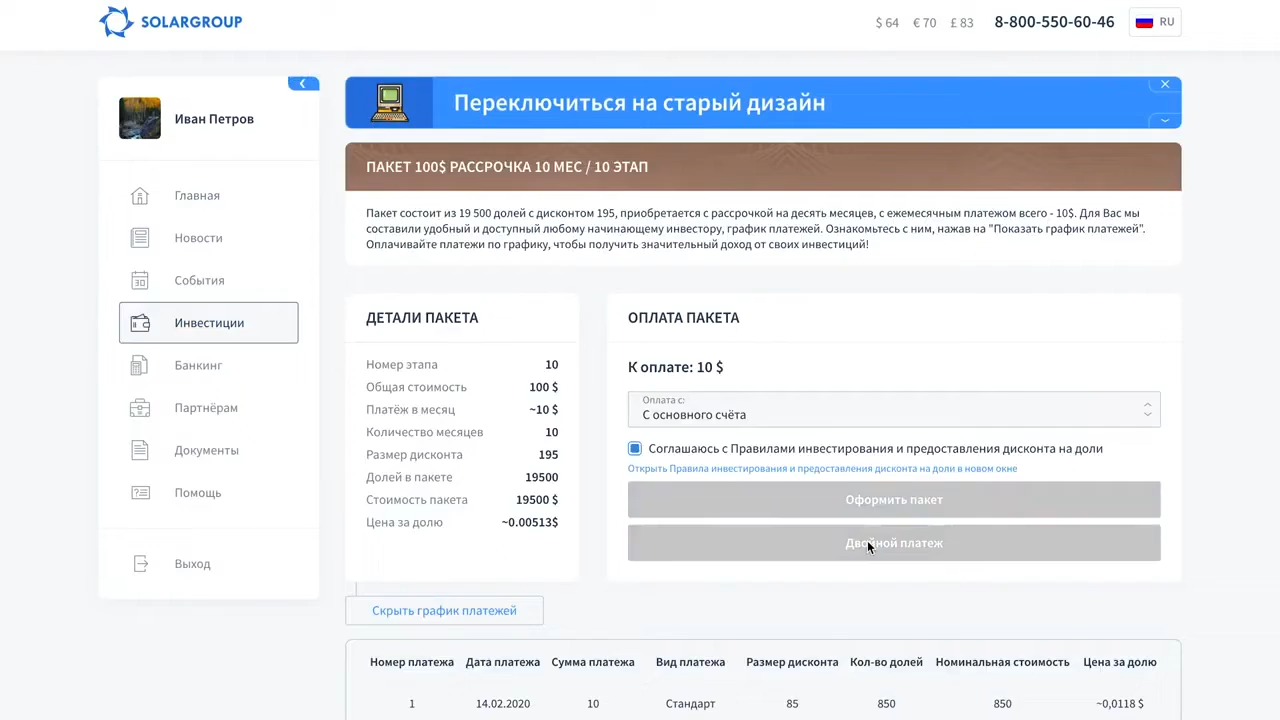 SOLARGROUP
$ 64 € 70 £ 83 8-800-550-60-46 RU
Иван Петров
Главная
Новости
События
Инвестиции
Банкинг
Партнёрам
Документы
Помощь
Выход
Переключиться на старый дизайн
ПАКЕТ 100$ РАССРОЧКА 10 МЕС / 10 ЭТАП
Пакет состоит из 19 500 долей с дисконтом 195, приобретается с рассрочкой на десять месяцев, с ежемесячным платежом всего - 10$. Для Вас мы
составили удобный и доступный любому начинающему инвестору, график платежей. Ознакомьтесь с ним, нажав на "Показать график платежей".
Оплачивайте платежи по графику, чтобы получить значительный доход от своих инвестиций!
ДЕТАЛИ ПАКЕТА
Номер этапа 10
Общая стоимость 100 $
Платёж в месяц ~10 $
Количество месяцев 10
Размер дисконта 195
Долей в пакете 19500
Стоимость пакета 19500 $
Цена за долю ~0.00513$
ОПЛАТА ПАКЕТА
К оплате: 10 $
Оплата с:
С основного счёта
Соглашаюсь с Правилами инвестирования и предоставления дисконта на доли
Открыть Правила инвестирования и предоставления дисконта на доли в новом окне
Оформить пакет
Двойной платеж
Скрыть график платежей
Номер платежа Дата платежа Сумма платежа Вид платежа Размер дисконта Кол-во долей Номинальная стоимость Цена за долю
1 14.02.2020 10 Стандарт 85 850 850 ~0,0118 $